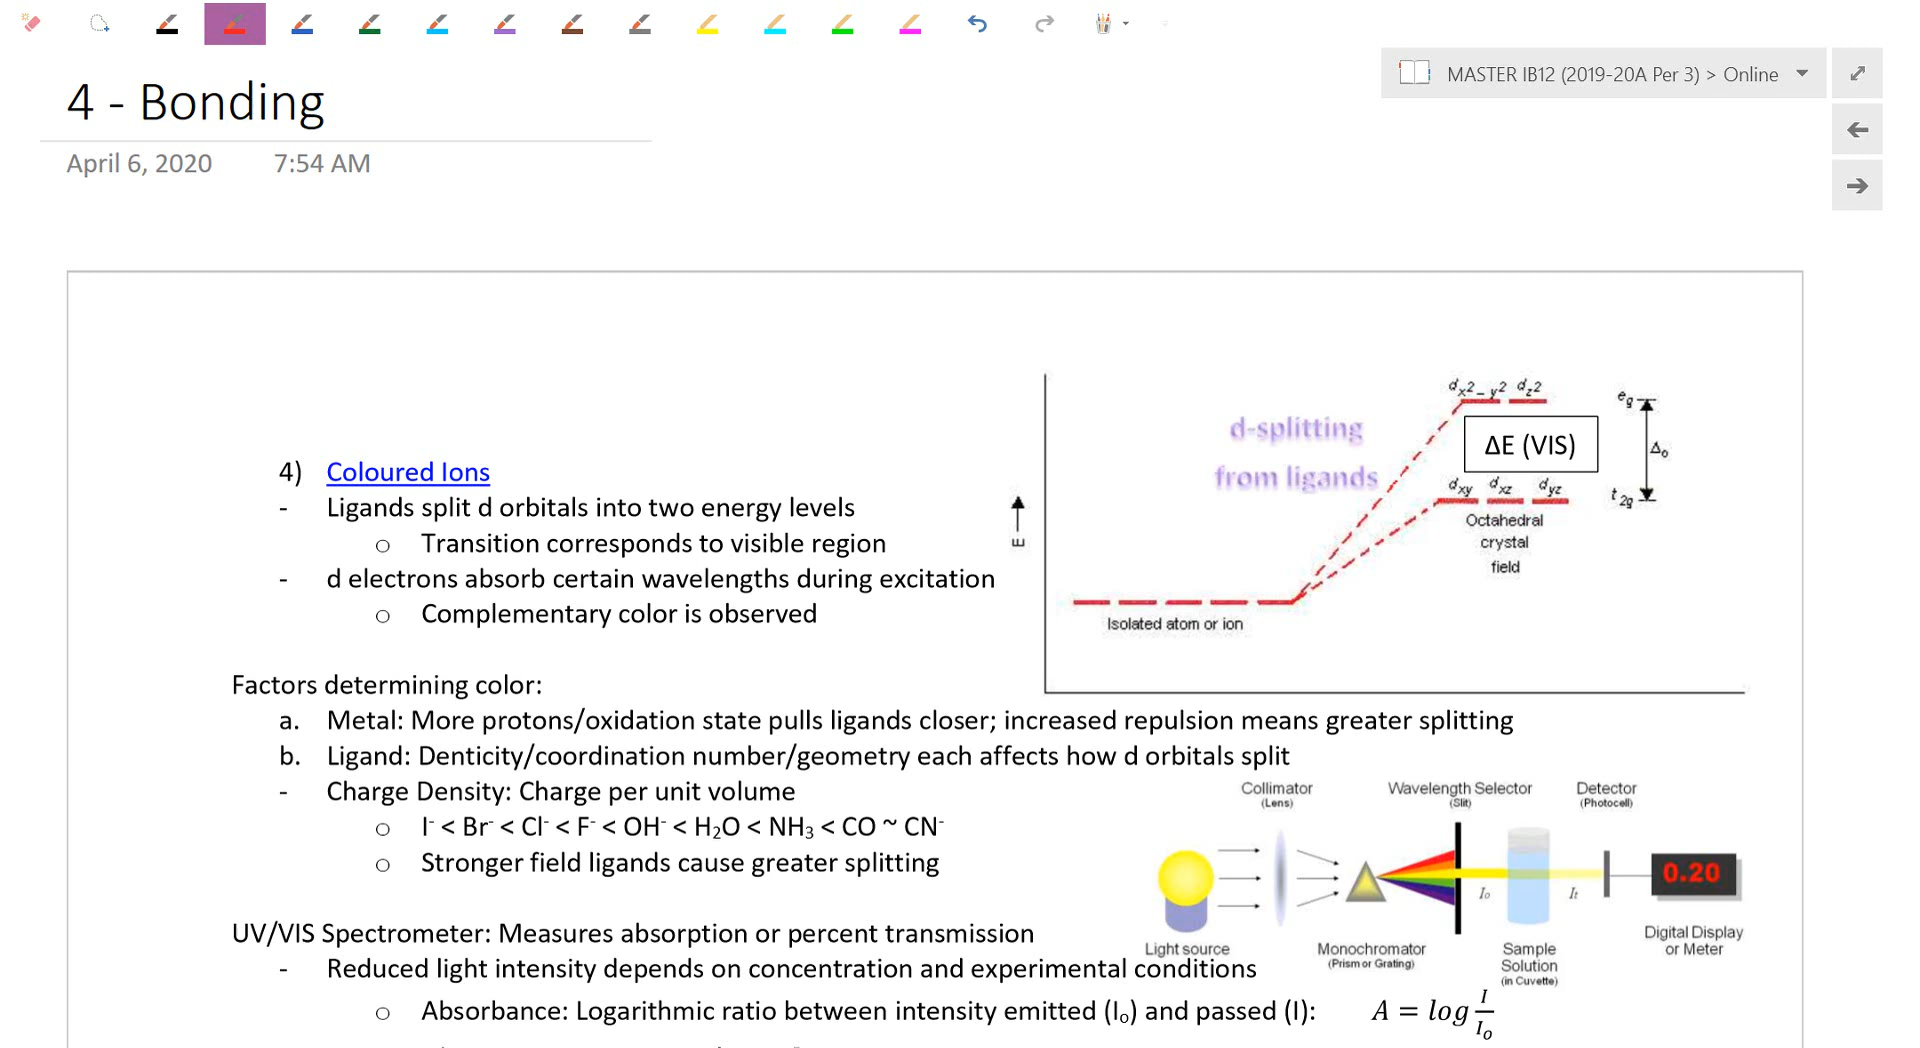 MASTER IB12 (2019-20A Per 3) > Online
4 - Bonding
April 6, 2020 7:54 AM
4) Coloured Ions
- Ligands split d orbitals into two energy levels
○ Transition corresponds to visible region
- d electrons absorb certain wavelengths during excitation
○ Complementary color is observed
d-splitting
from ligands
E
dx2-y2 dz2
eg
ΔE (VIS)
Δo
dxy dxz dyz
t2g
Octahedral
crystal
field
Isolated atom or ion
Factors determining color:
a. Metal: More protons/oxidation state pulls ligands closer; increased repulsion means greater splitting
b. Ligand: Denticity/coordination number/geometry each affects how d orbitals split
- Charge Density: Charge per unit volume
○ I⁻ < Br⁻ < Cl⁻ < F⁻ < OH⁻ < H₂O < NH₃ < CO ~ CN⁻
○ Stronger field ligands cause greater splitting
Collimator
(Lens)
Wavelength Selector
(Slit)
Detector
(Photocell)
0.20
Io
It
Light source
Monochromator
(Prism or Grating)
Sample
Solution
(in Cuvette)
Digital Display
or Meter
UV/VIS Spectrometer: Measures absorption or percent transmission
- Reduced light intensity depends on concentration and experimental conditions
○ Absorbance: Logarithmic ratio between intensity emitted (Iₒ) and passed (I): A = log I/Iₒ